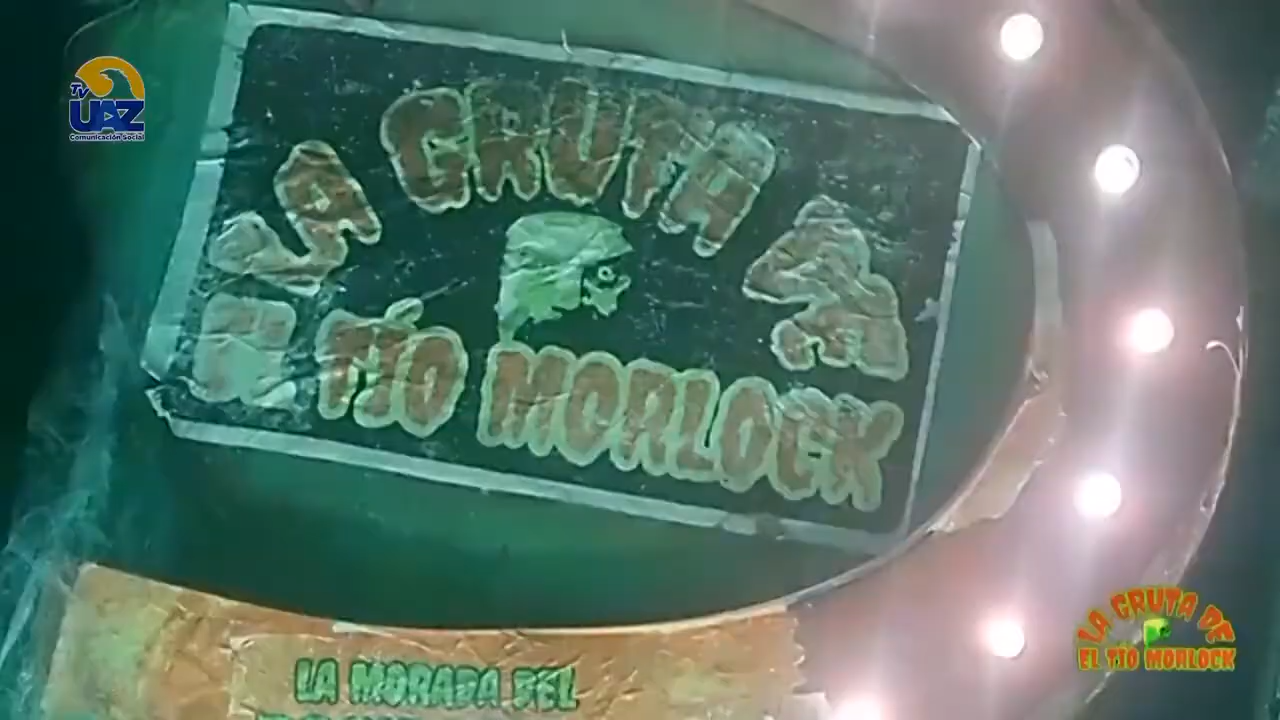 TV
UAZ
Comunicación Social
LA GRUTA DE
EL TÍO MORLOCK
LA MORADA DEL
LA GRUTA DE
EL TÍO MORLOCK